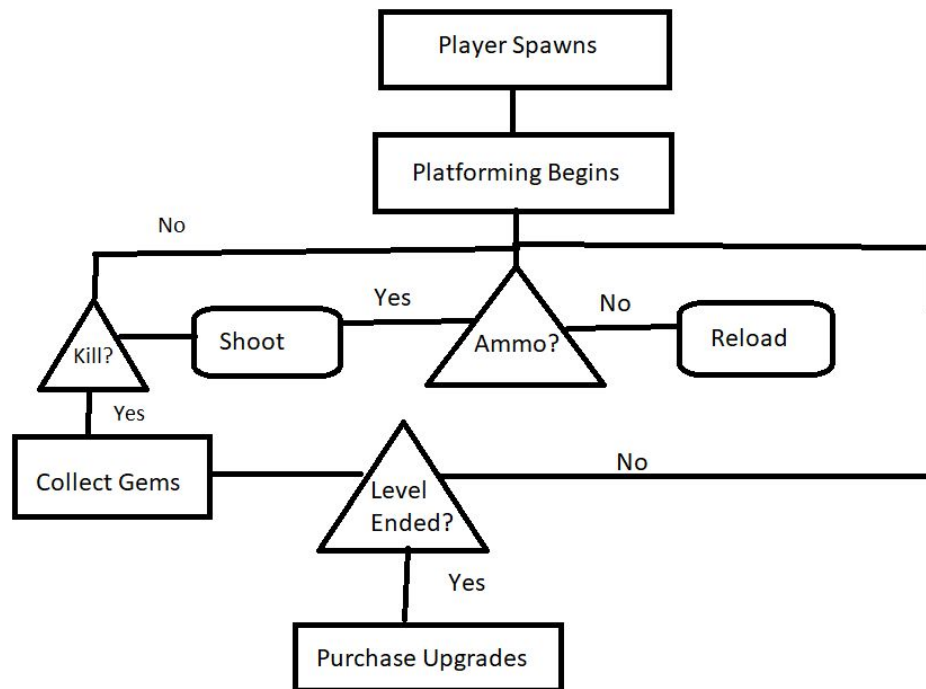 Player Spawns
Platforming Begins
No
Yes
No
Kill?
Shoot
Ammo?
Reload
Yes
Collect Gems
Level
Ended?
No
Yes
Purchase Upgrades